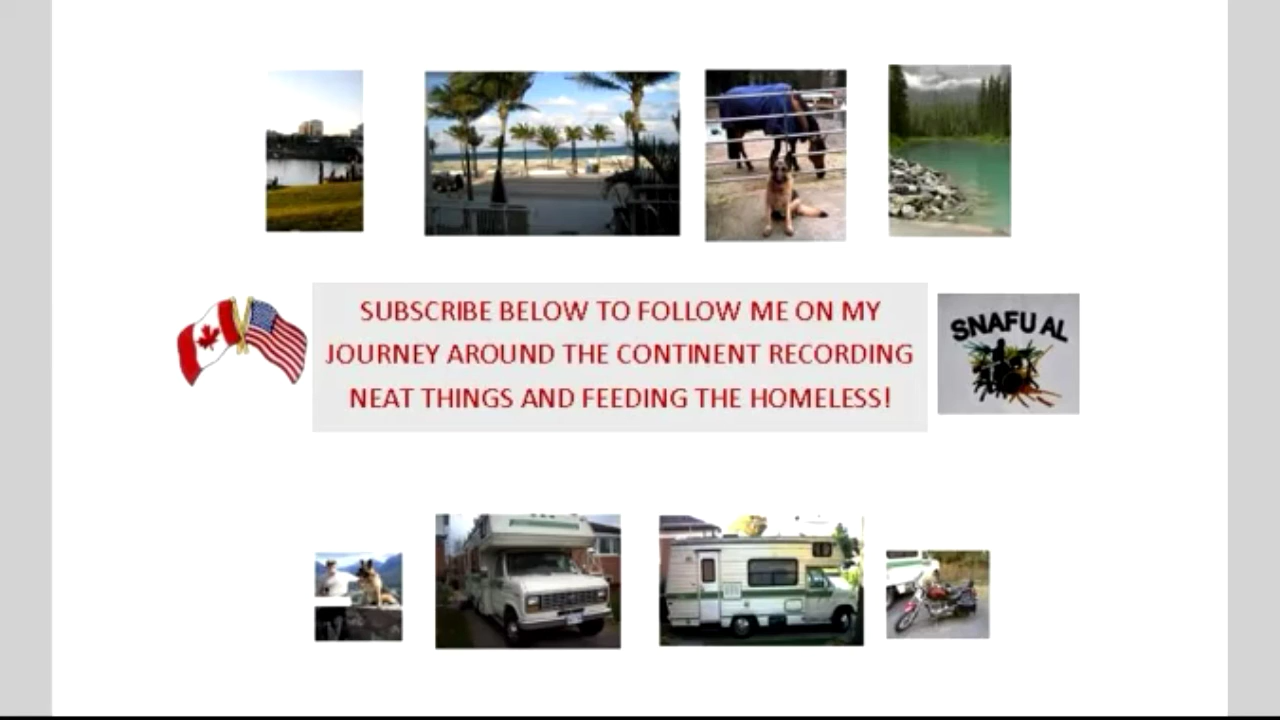 SUBSCRIBE BELOW TO FOLLOW ME ON MY
JOURNEY AROUND THE CONTINENT RECORDING
NEAT THINGS AND FEEDING THE HOMELESS!
SNAFU AL